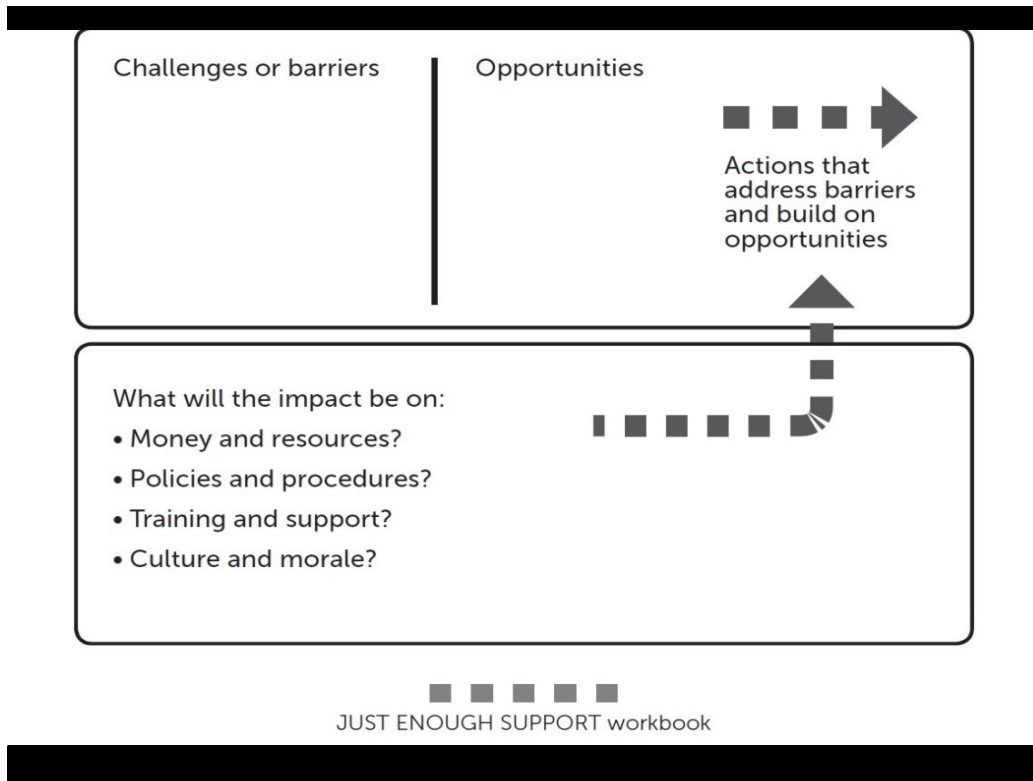 Challenges or barriers
Opportunities
Actions that
address barriers
and build on
opportunities
What will the impact be on:
• Money and resources?
• Policies and procedures?
• Training and support?
• Culture and morale?
JUST ENOUGH SUPPORT workbook